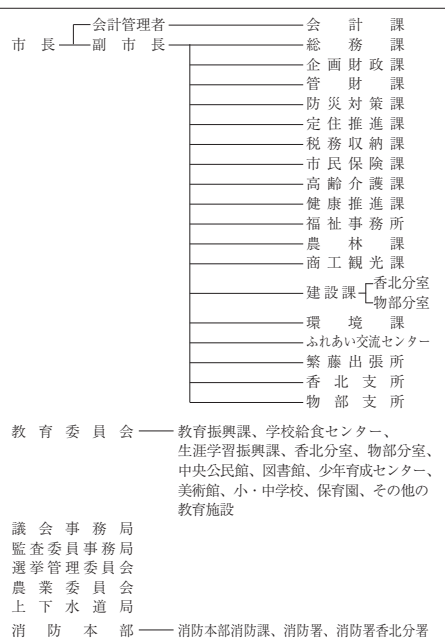 会計管理者 会計課
市長 副市長 総務課
企画財政課
管財課
防災対策課
定住推進課
税務収納課
市民保険課
高齢介護課
健康推進課
福祉事務所
農林課
商工観光課
香北分室
建設課
物部分室
環境課
ふれあい交流センター
繁藤出張所
香北支所
物部支所
教育委員会 教育振興課、学校給食センター、
生涯学習振興課、香北分室、物部分室、
中央公民館、図書館、少年育成センター、
美術館、小・中学校、保育園、その他の
教育施設
議会事務局
監査委員事務局
選挙管理委員会
農業委員会
上下水道局
消防本部 消防本部消防課、消防署、消防署香北分署